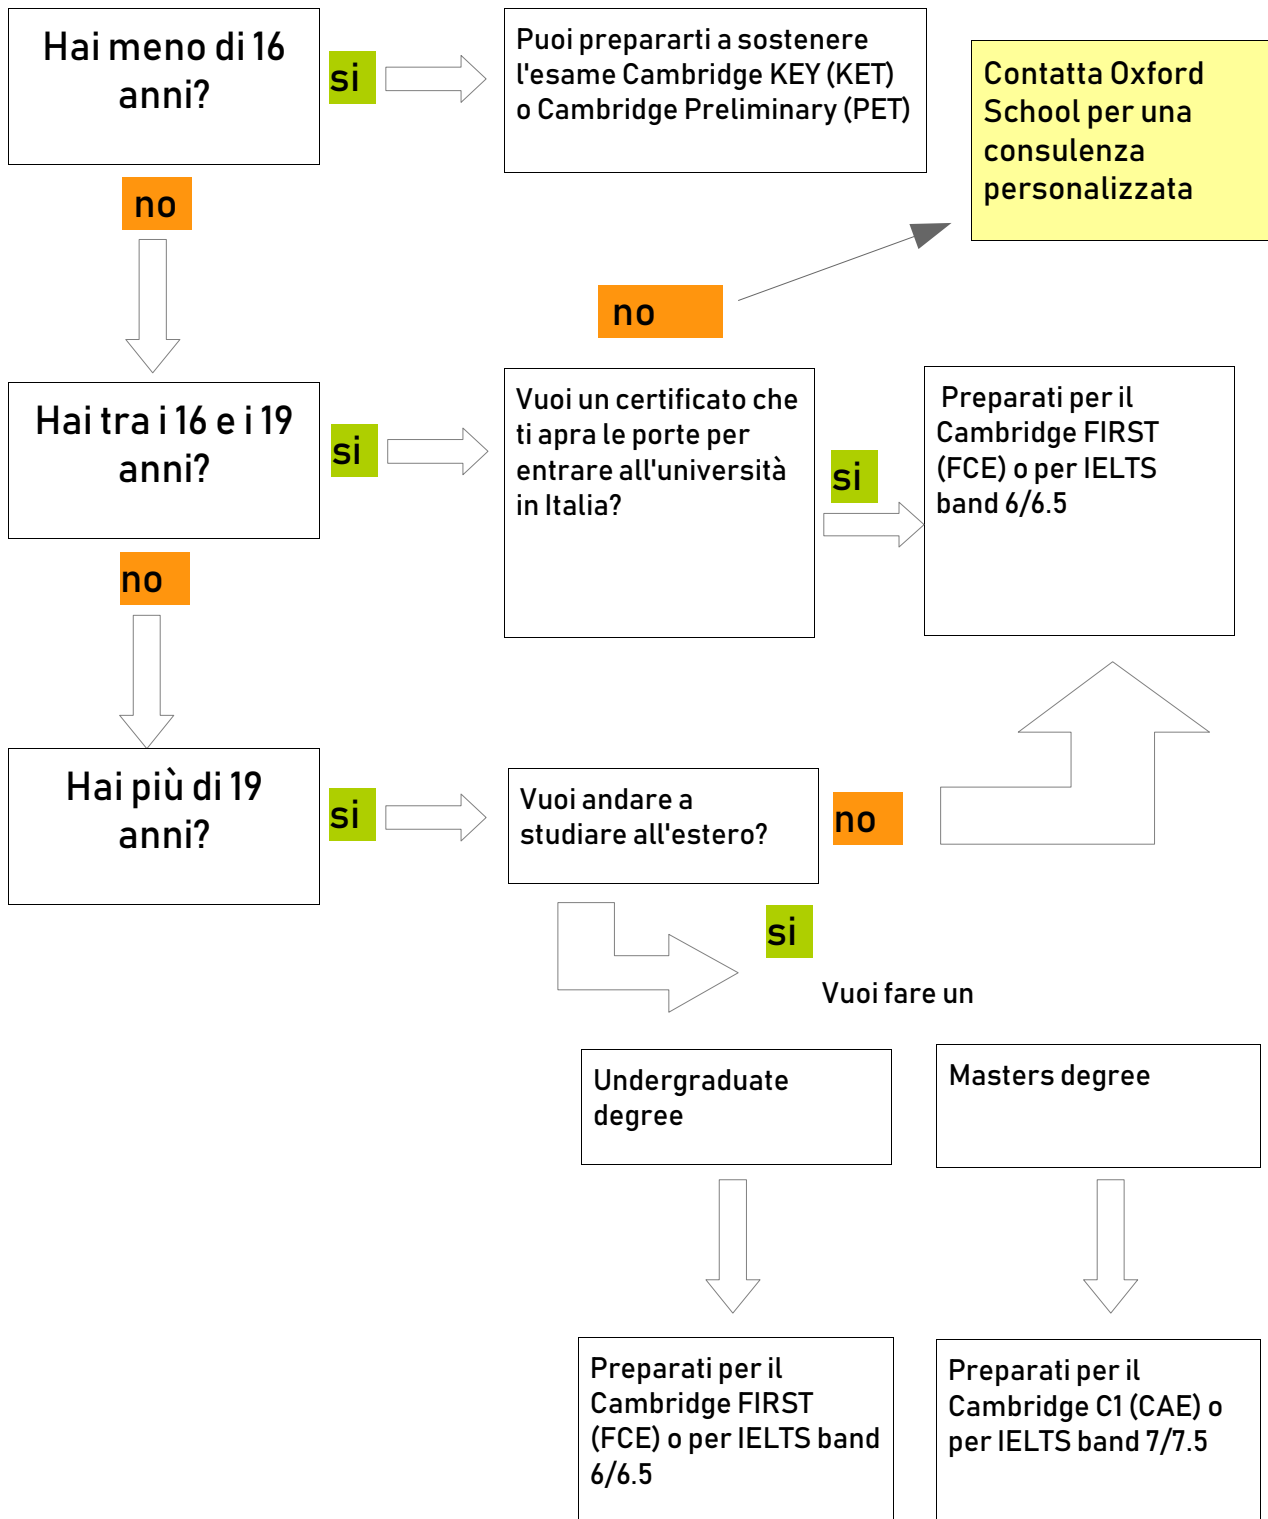 Hai meno di 16
anni?
si
Puoi prepararti a sostenere
l'esame Cambridge KEY (KET)
o Cambridge Preliminary (PET)
Contatta Oxford
School per una
consulenza
personalizzata
no
no
Hai tra i 16 e i 19
anni?
si
Vuoi un certificato che
ti apra le porte per
entrare all'università
in Italia?
si
Preparati per il
Cambridge FIRST
(FCE) o per IELTS
band 6/6.5
no
Hai più di 19
anni?
si
Vuoi andare a
studiare all'estero?
no
si
Vuoi fare un
Undergraduate
degree
Masters degree
Preparati per il
Cambridge FIRST
(FCE) o per IELTS band
6/6.5
Preparati per il
Cambridge C1 (CAE) o
per IELTS band 7/7.5